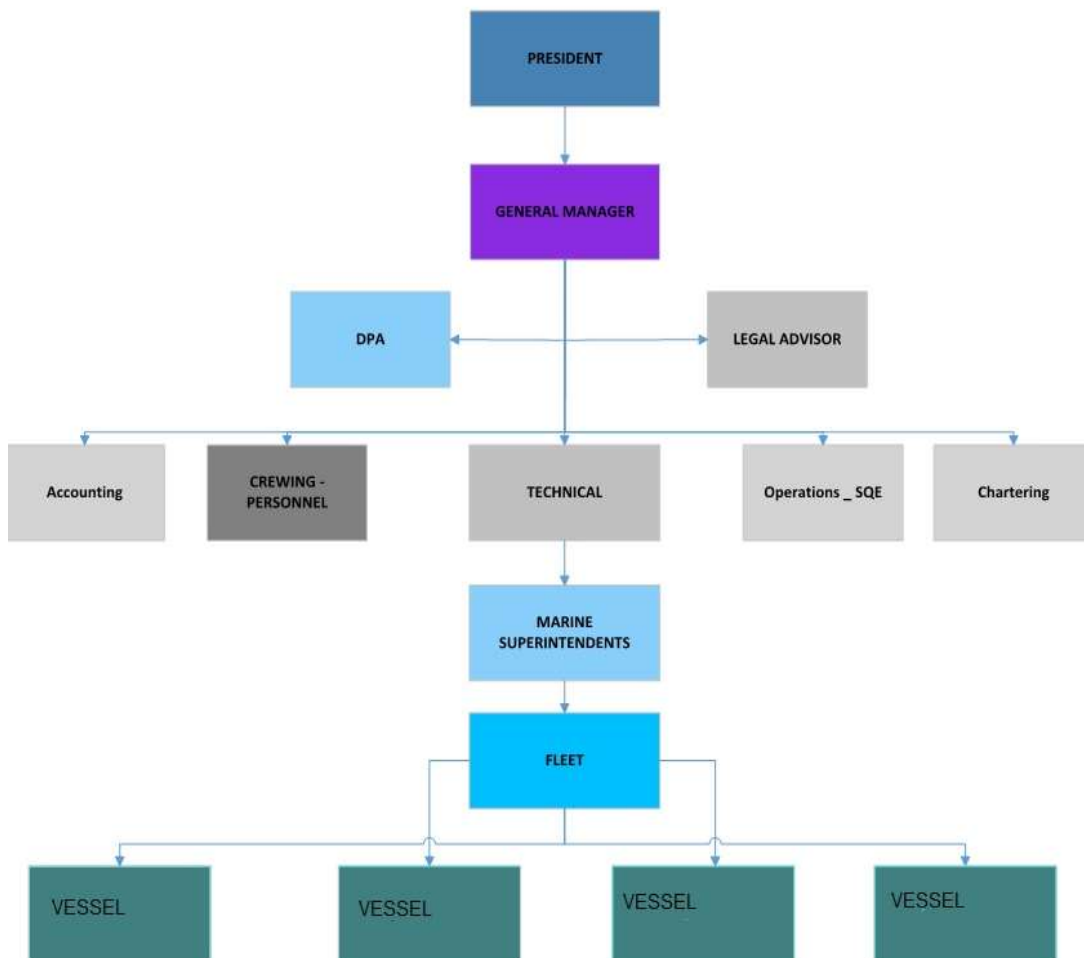 PRESIDENT
GENERAL MANAGER
DPA
LEGAL ADVISOR
Accounting
CREWING -
PERSONNEL
TECHNICAL
Operations _ SQE
Chartering
MARINE
SUPERINTENDENTS
FLEET
VESSEL
VESSEL
VESSEL
VESSEL